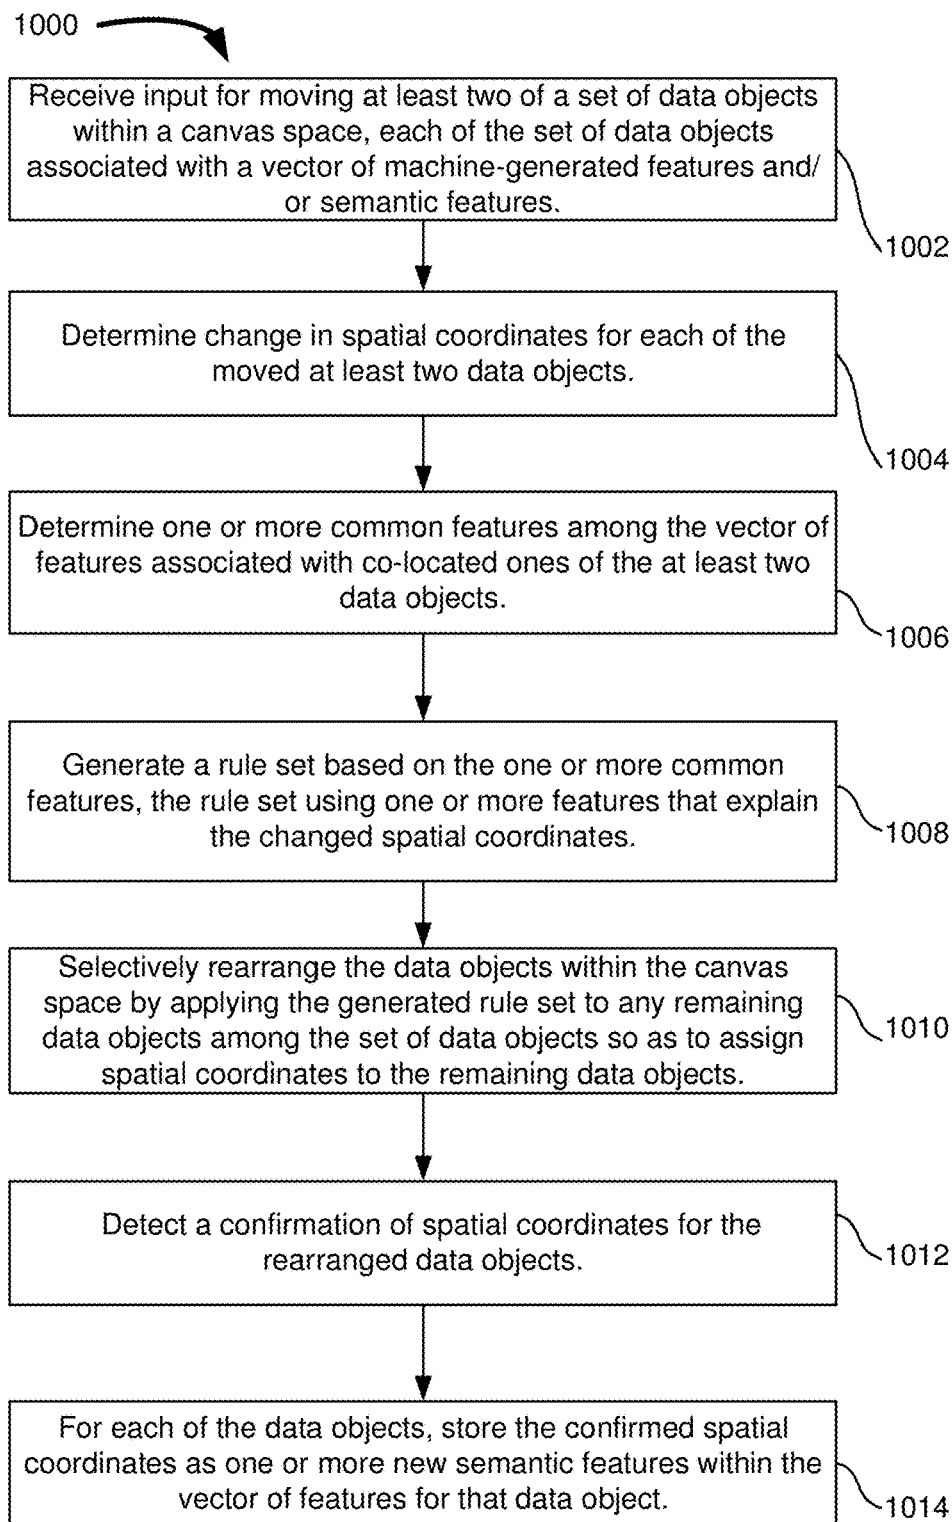 1000
Receive input for moving at least two of a set of data objects
within a canvas space, each of the set of data objects
associated with a vector of machine-generated features and/
or semantic features.
1002
Determine change in spatial coordinates for each of the
moved at least two data objects.
1004
Determine one or more common features among the vector of
features associated with co-located ones of the at least two
data objects.
1006
Generate a rule set based on the one or more common
features, the rule set using one or more features that explain
the changed spatial coordinates.
1008
Selectively rearrange the data objects within the canvas
space by applying the generated rule set to any remaining
data objects among the set of data objects so as to assign
spatial coordinates to the remaining data objects.
1010
Detect a confirmation of spatial coordinates for the
rearranged data objects.
1012
For each of the data objects, store the confirmed spatial
coordinates as one or more new semantic features within the
vector of features for that data object.
1014